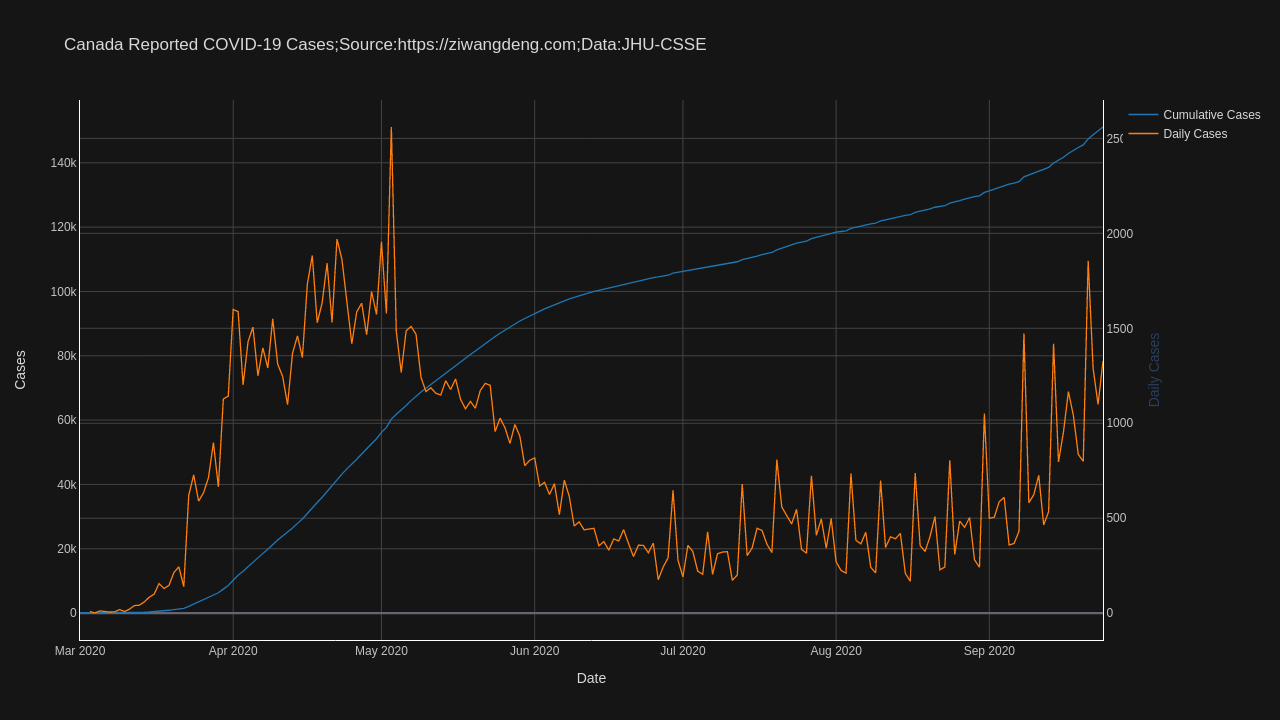 Canada Reported COVID-19 Cases;Source:https://ziwangdeng.com;Data:JHU-CSSE
Cumulative Cases
Daily Cases
140k
120k
100k
80k
60k
40k
20k
0
Cases
2500
2000
1500
1000
500
0
Daily Cases
Mar 2020
Apr 2020
May 2020
Jun 2020
Jul 2020
Aug 2020
Sep 2020
Date